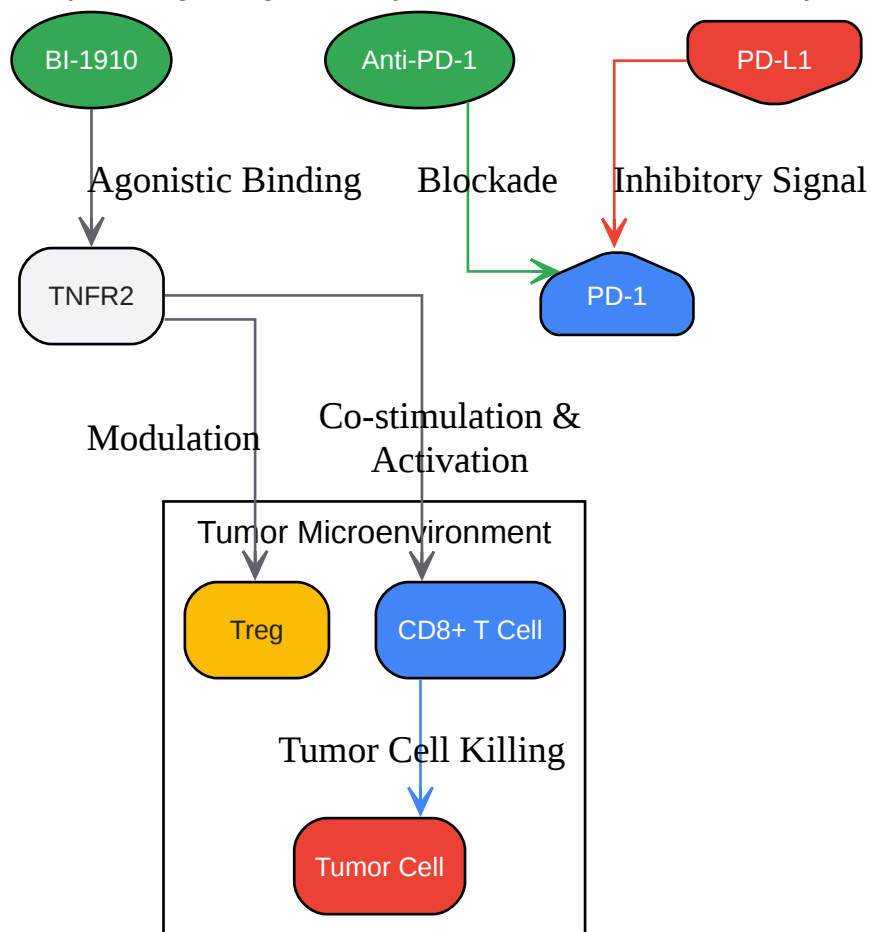 BI-1910
Anti-PD-1
PD-L1
Agonistic Binding
Blockade
Inhibitory Signal
TNFR2
PD-1
Modulation
Co-stimulation &
Activation
Tumor Microenvironment
Treg
CD8+ T Cell
Tumor Cell Killing
Tumor Cell